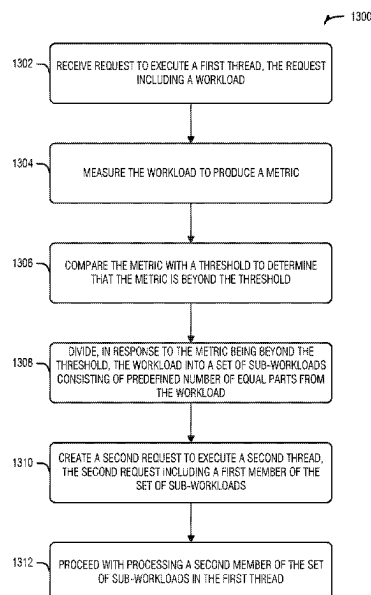 1300
1302
RECEIVE REQUEST TO EXECUTE A FIRST THREAD, THE REQUEST
INCLUDING A WORKLOAD
1304
MEASURE THE WORKLOAD TO PRODUCE A METRIC
1306
COMPARE THE METRIC WITH A THRESHOLD TO DETERMINE
THAT THE METRIC IS BEYOND THE THRESHOLD
1308
DIVIDE, IN RESPONSE TO THE METRIC BEING BEYOND THE
THRESHOLD, THE WORKLOAD INTO A SET OF SUB-WORKLOADS
CONSISTING OF PREDEFINED NUMBER OF EQUAL PARTS FROM
THE WORKLOAD
1310
CREATE A SECOND REQUEST TO EXECUTE A SECOND THREAD,
THE SECOND REQUEST INCLUDING A FIRST MEMBER OF THE
SET OF SUB-WORKLOADS
1312
PROCEED WITH PROCESSING A SECOND MEMBER OF THE SET
OF SUB-WORKLOADS IN THE FIRST THREAD